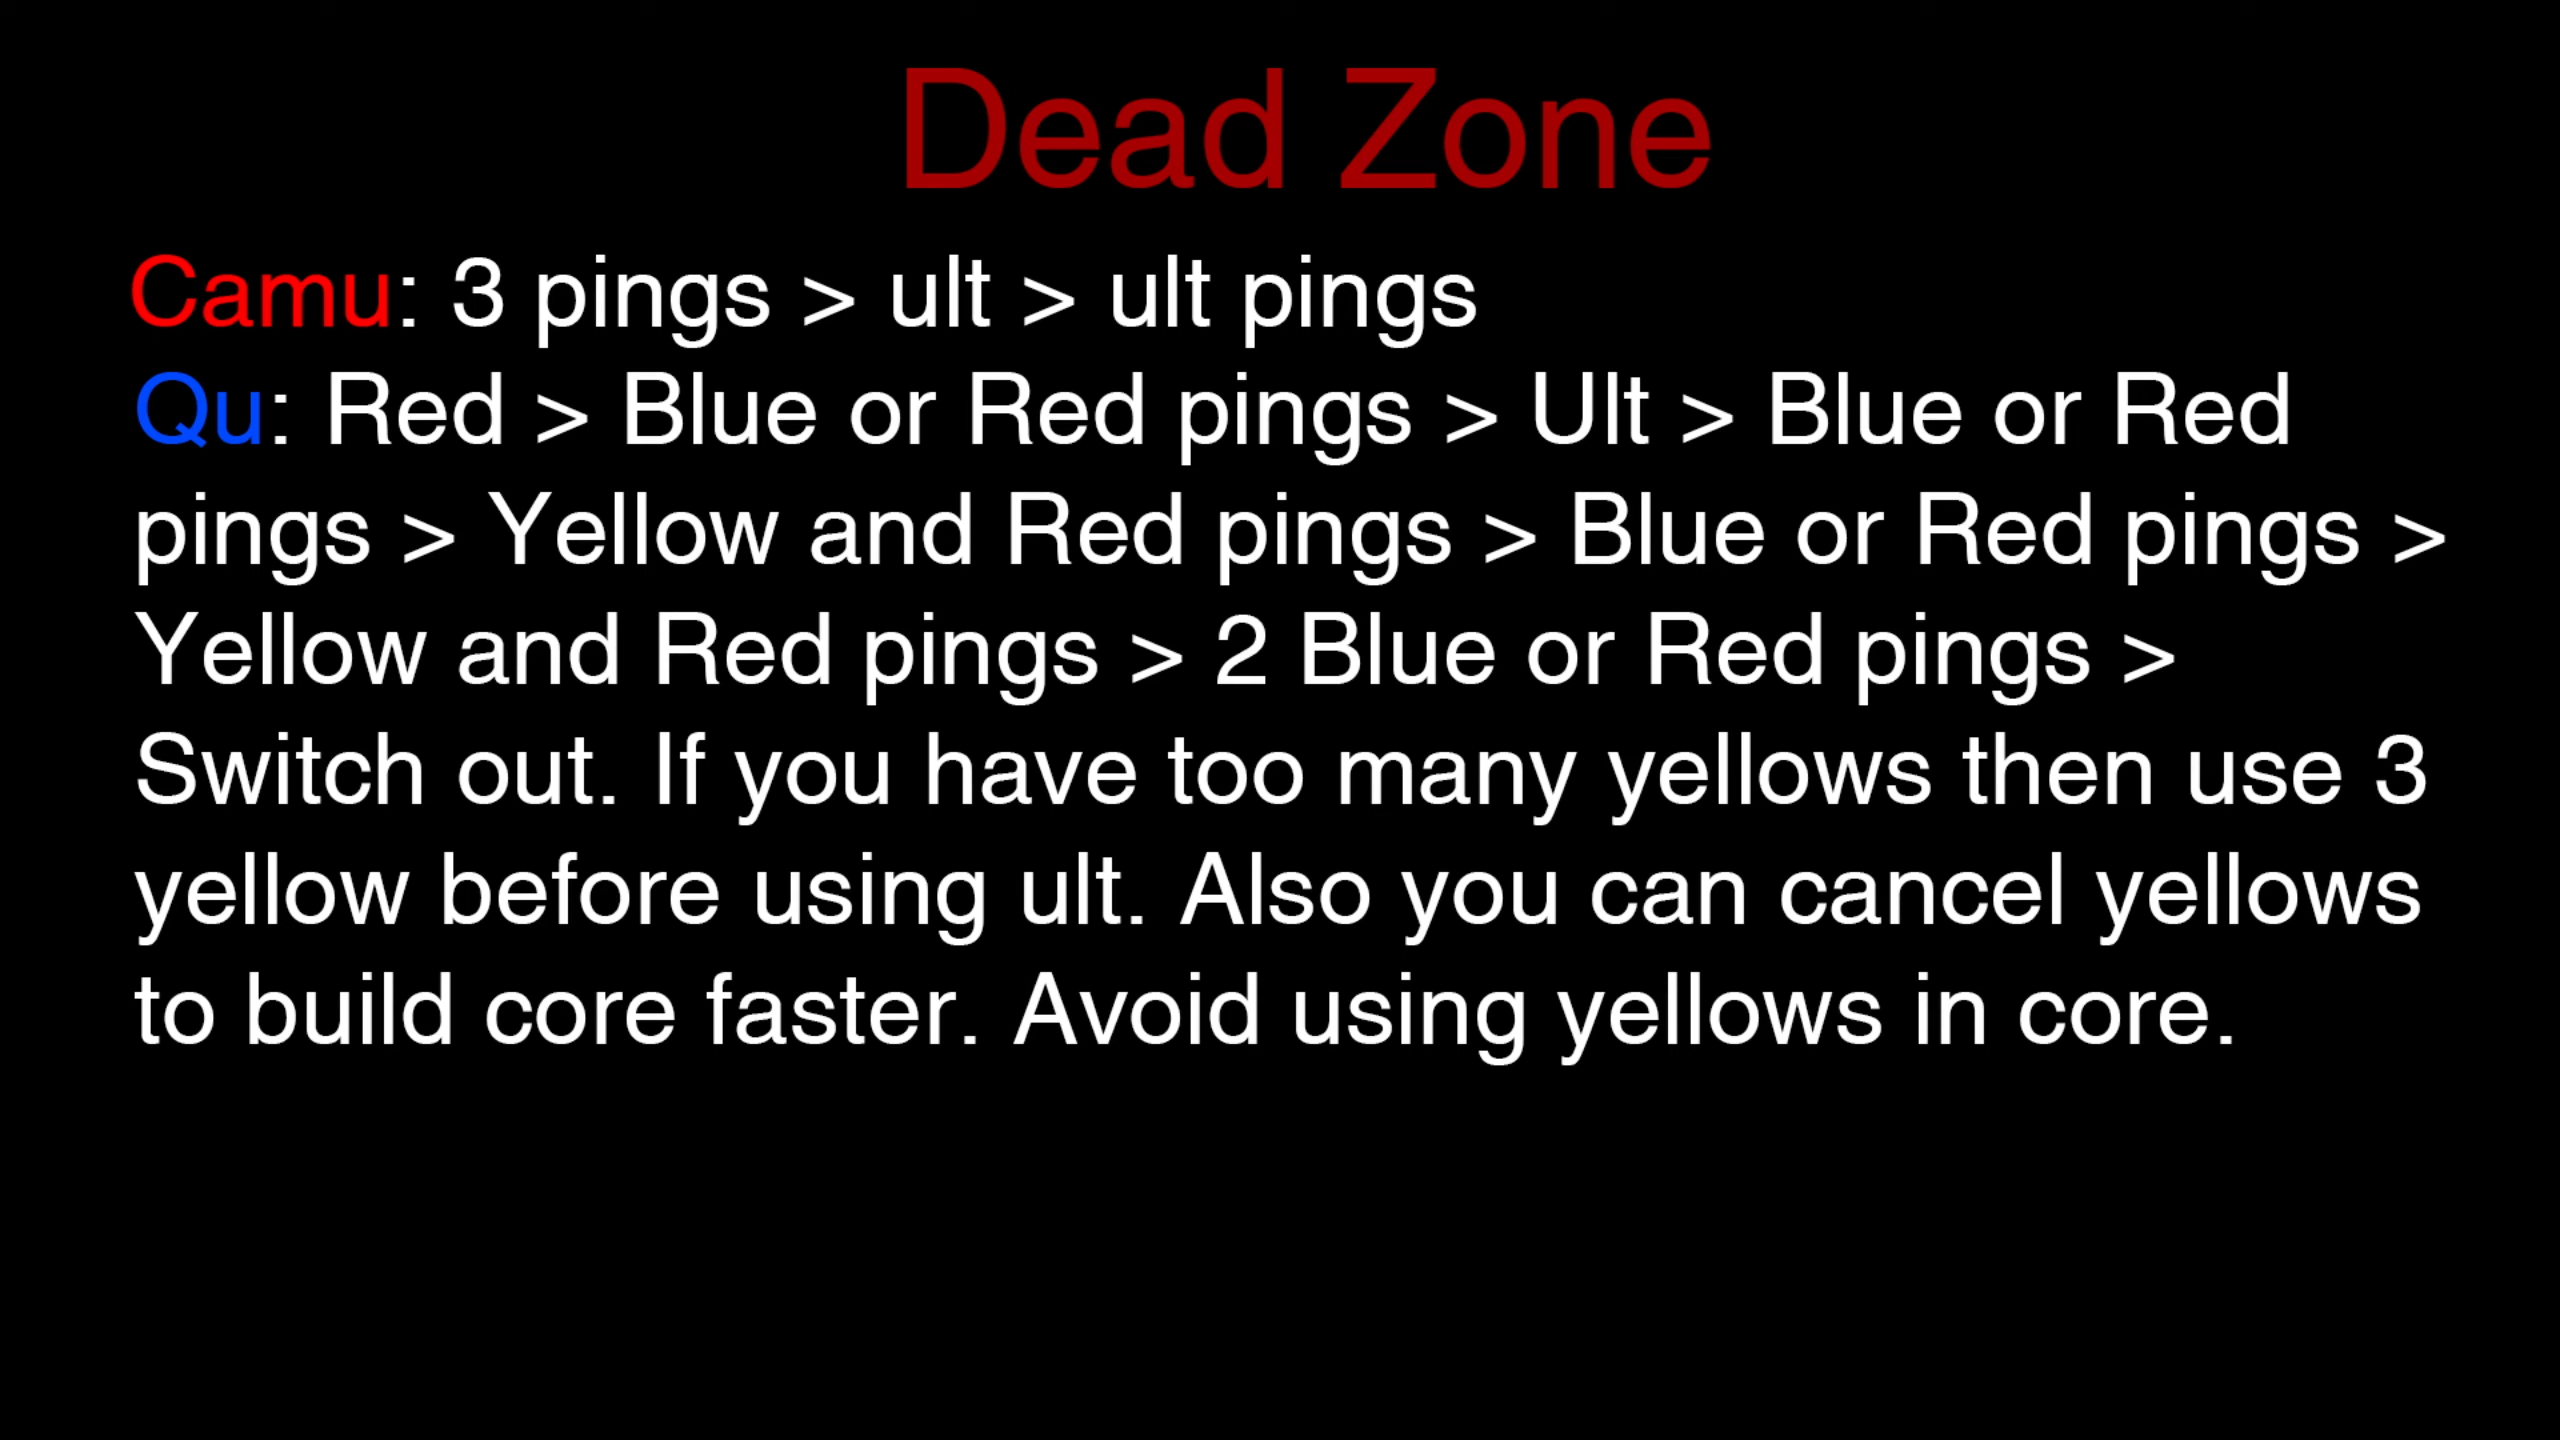 Dead Zone
Camu: 3 pings > ult > ult pings
Qu: Red > Blue or Red pings > Ult > Blue or Red
pings > Yellow and Red pings > Blue or Red pings >
Yellow and Red pings > 2 Blue or Red pings >
Switch out. If you have too many yellows then use 3
yellow before using ult. Also you can cancel yellows
to build core faster. Avoid using yellows in core.